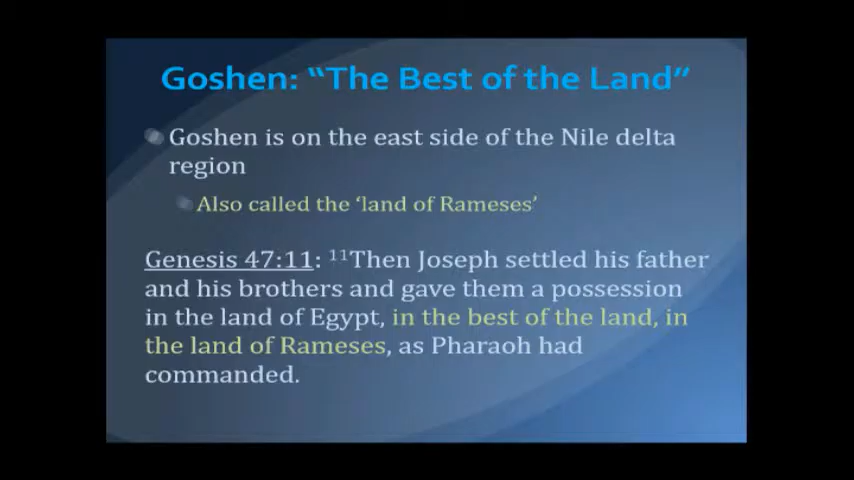 Goshen: “The Best of the Land”
Goshen is on the east side of the Nile delta
region
Also called the ‘land of Rameses’
Genesis 47:11: ¹¹Then Joseph settled his father
and his brothers and gave them a possession
in the land of Egypt, in the best of the land, in
the land of Rameses, as Pharaoh had
commanded.